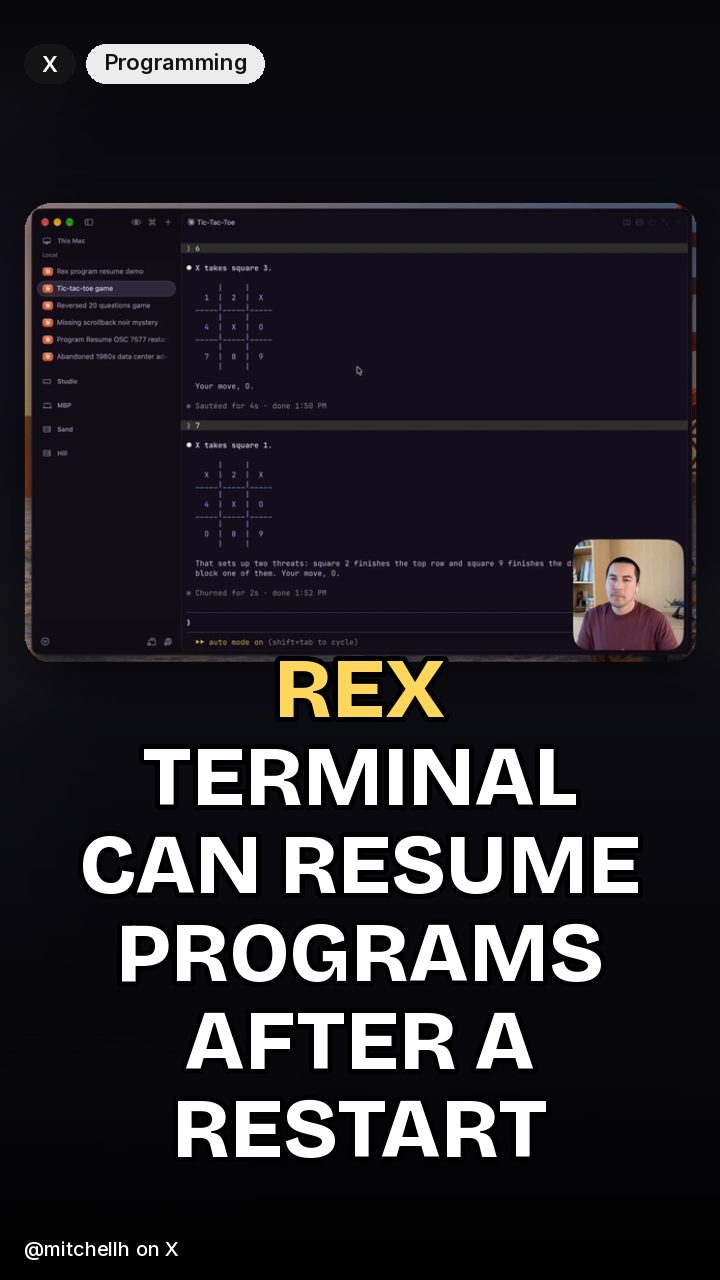 X Programming
Tic-Tac-Toe
This Mac
Local
Rex program resume demo
Tic-tac-toe game
Reversed 20 questions game
Missing scrollback noir mystery
Program Resume OSC 7577
Abandoned 1980s data center
Studio
MBP
Sand
Hill
6
X takes square 3.
1 | 2 | X
4 | X | O
7 | 8 | 9
Your move, O.
Sautéed for 4s · done 1:50 PM
7
X takes square 1.
X | 2 | X
4 | X | O
O | 8 | 9
That sets up two threats: square 2 finishes the top row and square 9 finishes the
block one of them. Your move, O.
Churned for 2s · done 1:52 PM
auto mode on (shift+tab to cycle)
REX
TERMINAL
CAN RESUME
PROGRAMS
AFTER A
RESTART
@mitchellh on X